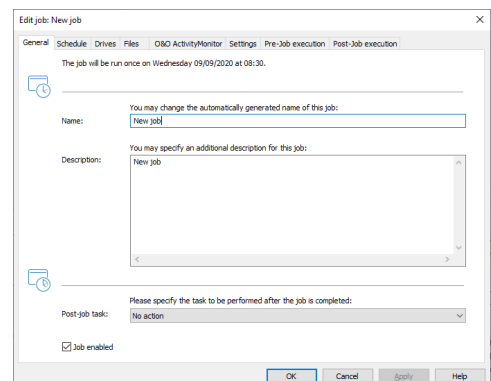 Edit job: New job
General Schedule Drives Files O&O ActivityMonitor Settings Pre-Job execution Post-Job execution
The job will be run once on Wednesday 09/09/2020 at 08:30.
You may change the automatically generated name of this job:
Name: New job
You may specify an additional description for this job:
Description: New job
Please specify the task to be performed after the job is completed:
Post-job task: No action
Job enabled
OK Cancel Apply Help